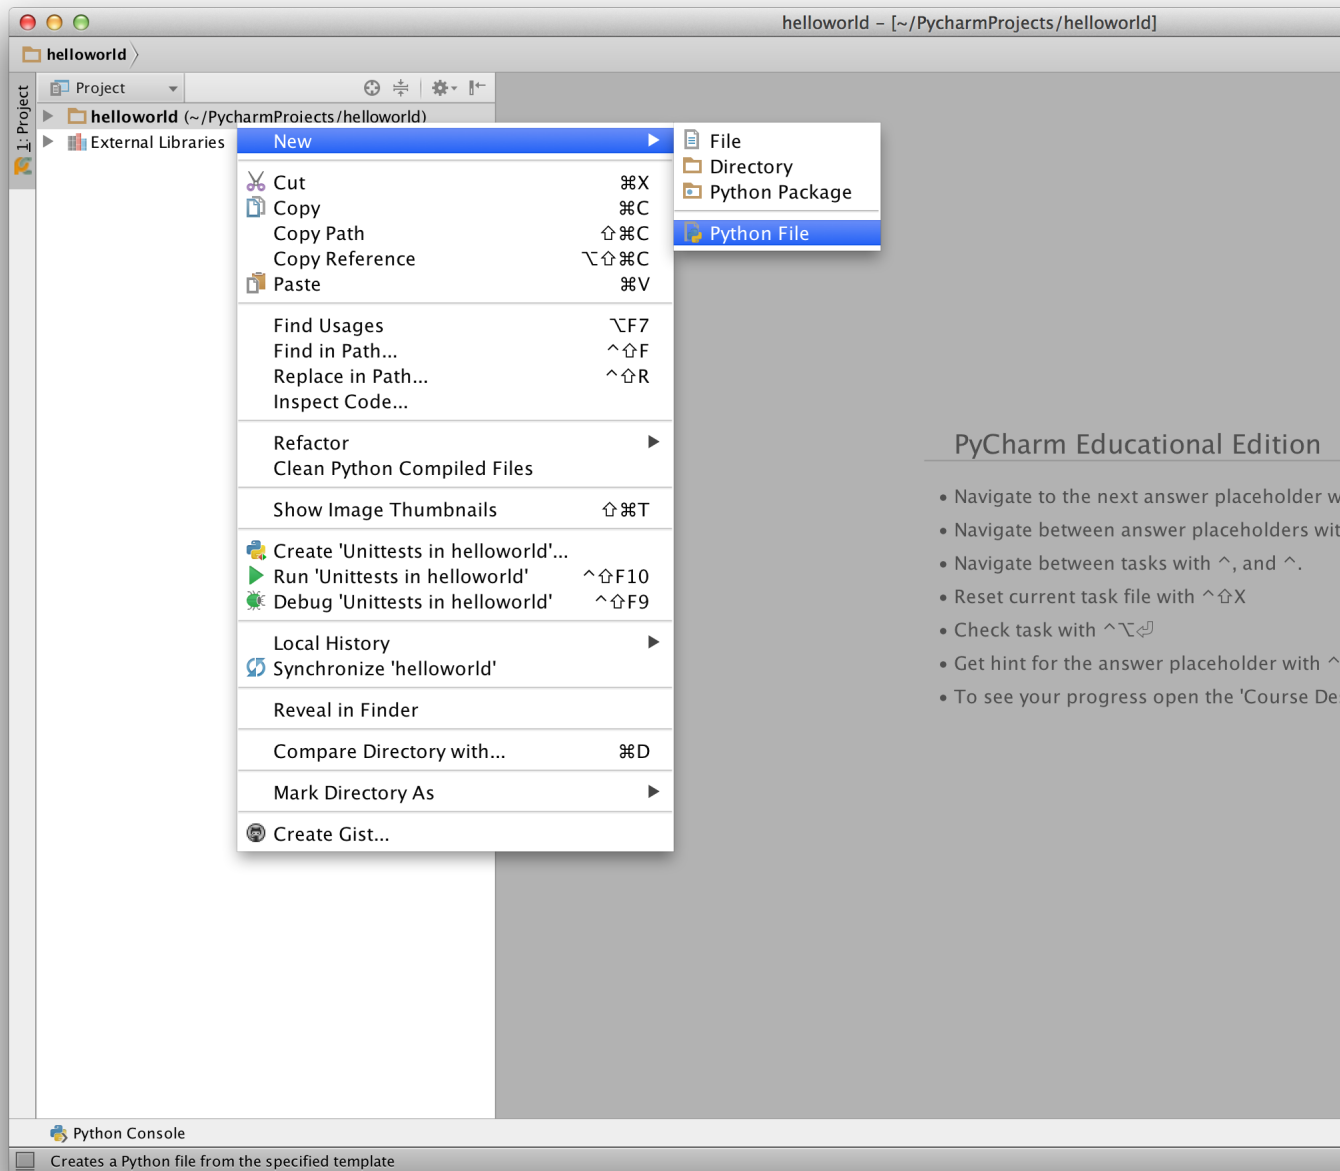 helloworld – [~/PycharmProjects/helloworld]
helloworld
Project
1: Project
helloworld (~/PycharmProjects/helloworld)
External Libraries
New
Cut ⌘X
Copy ⌘C
Copy Path ⇧⌘C
Copy Reference ⌥⇧⌘C
Paste ⌘V
Find Usages ⌥F7
Find in Path... ^⇧F
Replace in Path... ^⇧R
Inspect Code...
Refactor
Clean Python Compiled Files
Show Image Thumbnails ⇧⌘T
Create 'Unittests in helloworld'...
Run 'Unittests in helloworld' ^⇧F10
Debug 'Unittests in helloworld' ^⇧F9
Local History
Synchronize 'helloworld'
Reveal in Finder
Compare Directory with... ⌘D
Mark Directory As
Create Gist...
File
Directory
Python Package
Python File
PyCharm Educational Edition
• Navigate to the next answer placeholder w
• Navigate between answer placeholders wit
• Navigate between tasks with ^, and ^.
• Reset current task file with ^⇧X
• Check task with ^⌥⏎
• Get hint for the answer placeholder with ^
• To see your progress open the 'Course De
Python Console
Creates a Python file from the specified template